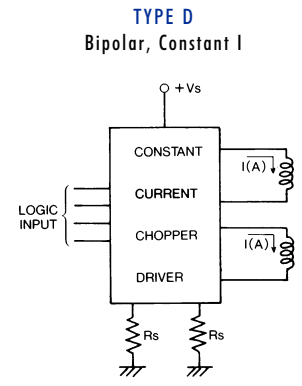 TYPE D
Bipolar, Constant I
+Vs
CONSTANT
I(A)
CURRENT
LOGIC
INPUT
CHOPPER
I(A)
DRIVER
Rs
Rs